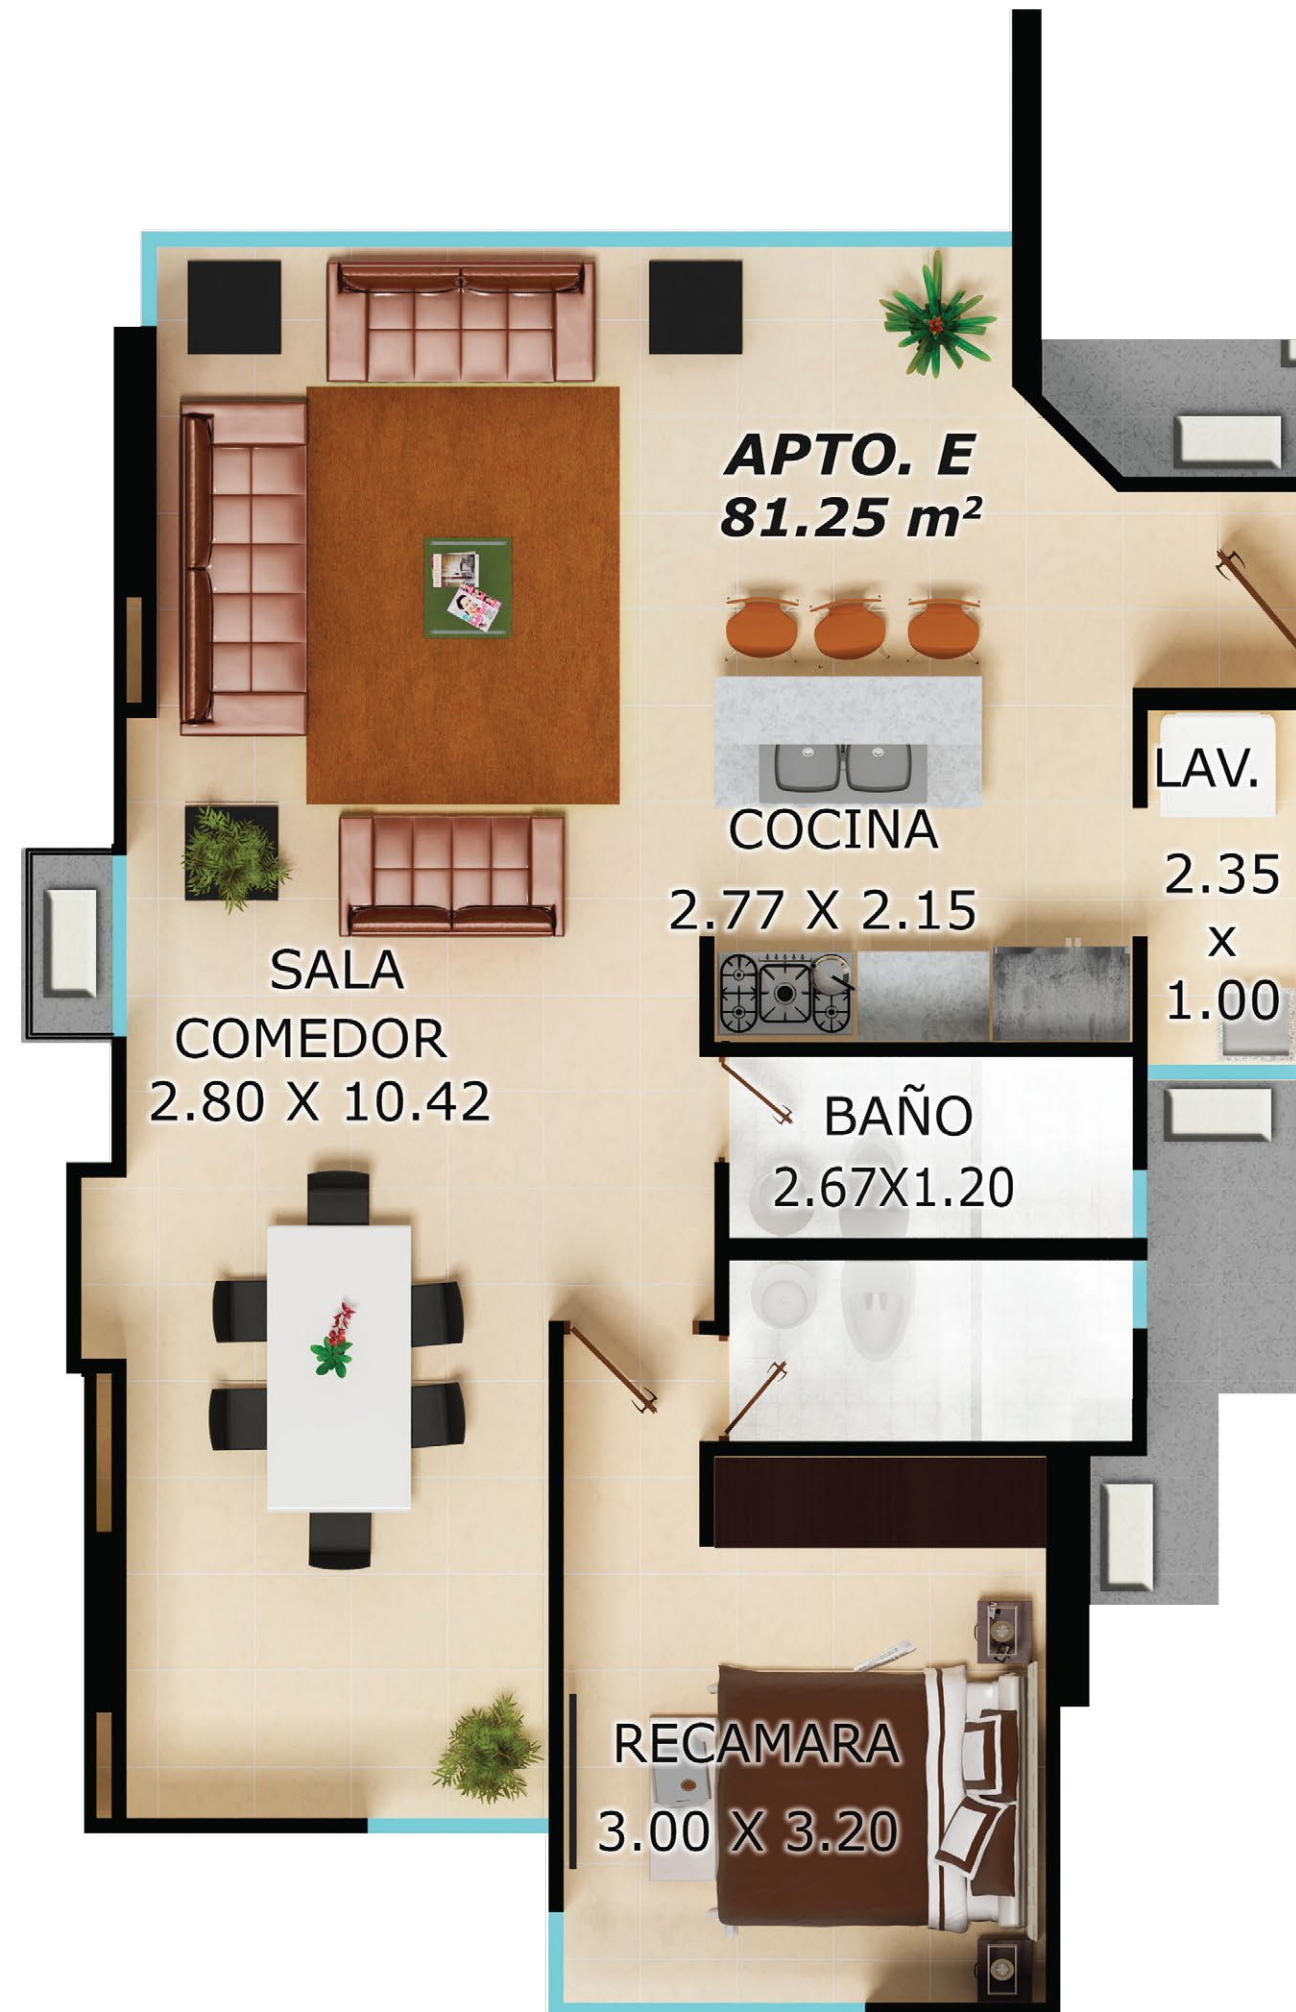 APTO. E
81.25 m²
LAV.
2.35
x
1.00
COCINA
2.77 X 2.15
SALA
COMEDOR
2.80 X 10.42
BAÑO
2.67X1.20
RECAMARA
3.00 X 3.20